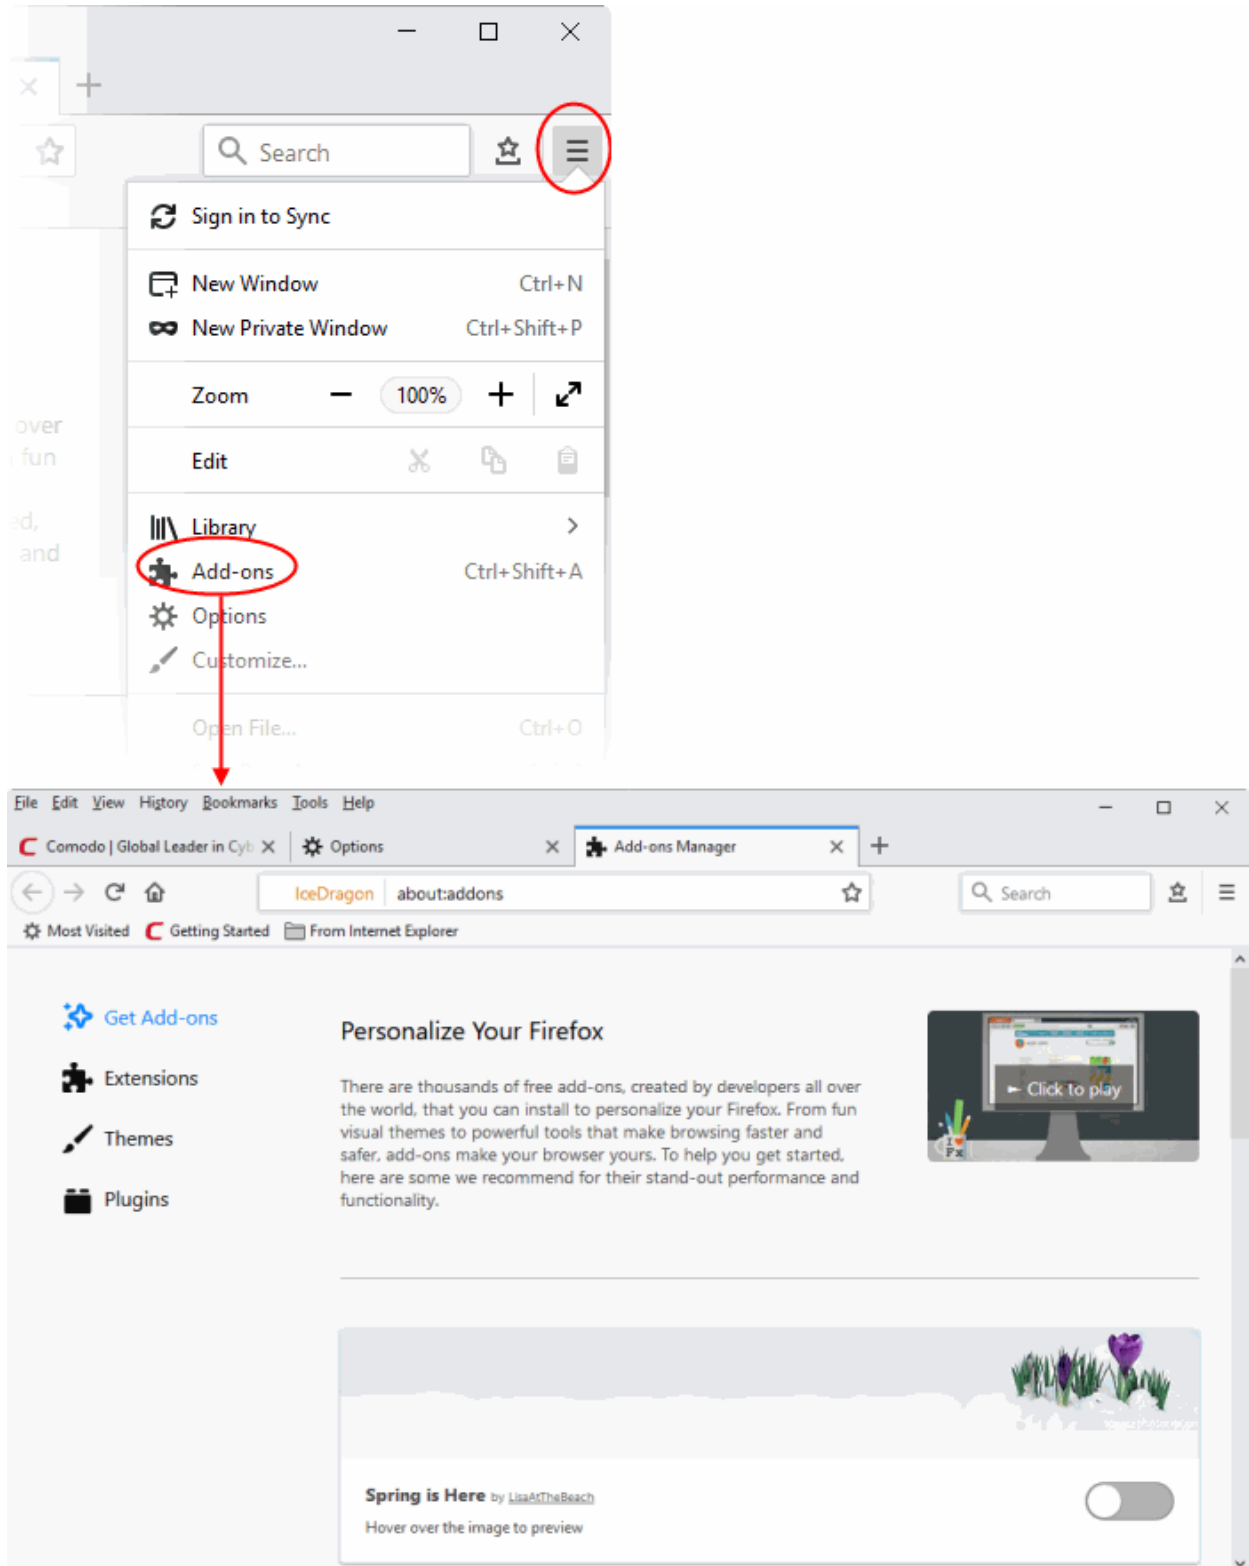 Search
Sign in to Sync
New Window Ctrl+N
New Private Window Ctrl+Shift+P
Zoom 100%
over
fun
Edit
ed,
Library
and
Add-ons Ctrl+Shift+A
Options
Customize...
Open File... Ctrl+O
File Edit View History Bookmarks Tools Help
Comodo | Global Leader in Cyb Options Add-ons Manager
IceDragon about:addons Search
Most Visited Getting Started From Internet Explorer
Get Add-ons
Extensions
Themes
Plugins
Personalize Your Firefox
There are thousands of free add-ons, created by developers all over
the world, that you can install to personalize your Firefox. From fun
visual themes to powerful tools that make browsing faster and
safer, add-ons make your browser yours. To help you get started,
here are some we recommend for their stand-out performance and
functionality.
Click to play
I
Fx
Spring is Here by LisaAtTheBeach
Hover over the image to preview